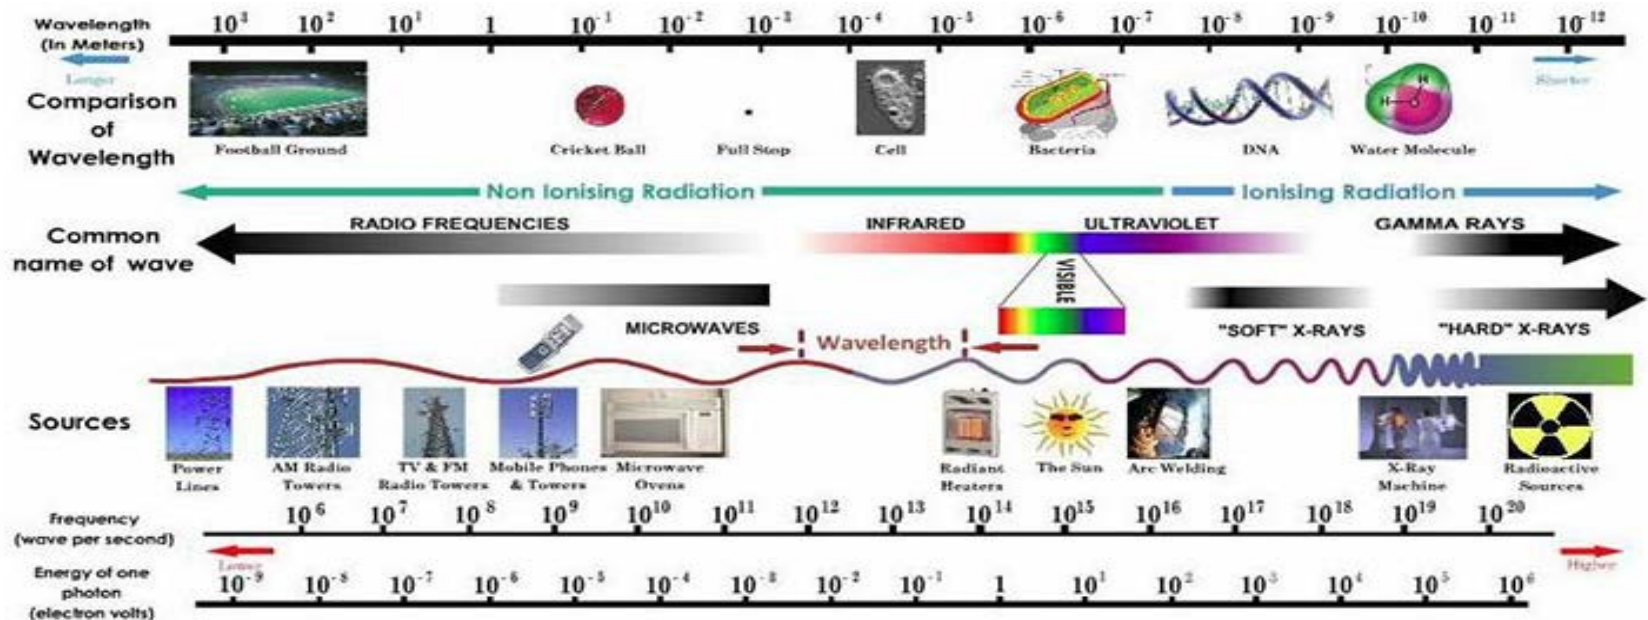 Wavelength
(In Meters)
10³ 10² 10¹ 1 10⁻¹ 10⁻² 10⁻³ 10⁻⁴ 10⁻⁵ 10⁻⁶ 10⁻⁷ 10⁻⁸ 10⁻⁹ 10⁻¹⁰ 10⁻¹¹ 10⁻¹²
Longer
Shorter
Comparison
of
Wavelength
H
H O
Football Ground Cricket Ball Full Stop Cell Bacteria DNA Water Molecule
Non Ionising Radiation Ionising Radiation
Common
name of wave
RADIO FREQUENCIES INFRARED ULTRAVIOLET GAMMA RAYS
VISIBLE
MICROWAVES "SOFT" X-RAYS "HARD" X-RAYS
Wavelength
Sources
Power
Lines
AM Radio
Towers
TV & FM
Radio Towers
Mobile Phones
& Towers
Microwave
Ovens
Radiant
Heaters
The Sun
Arc Welding
X-Ray
Machine
Radioactive
Sources
Frequency
(wave per second)
10⁶ 10⁷ 10⁸ 10⁹ 10¹⁰ 10¹¹ 10¹² 10¹³ 10¹⁴ 10¹⁵ 10¹⁶ 10¹⁷ 10¹⁸ 10¹⁹ 10²⁰
Lower
Higher
Energy of one
photon
(electron volts)
10⁻⁹ 10⁻⁸ 10⁻⁷ 10⁻⁶ 10⁻⁵ 10⁻⁴ 10⁻³ 10⁻² 10⁻¹ 1 10¹ 10² 10³ 10⁴ 10⁵ 10⁶